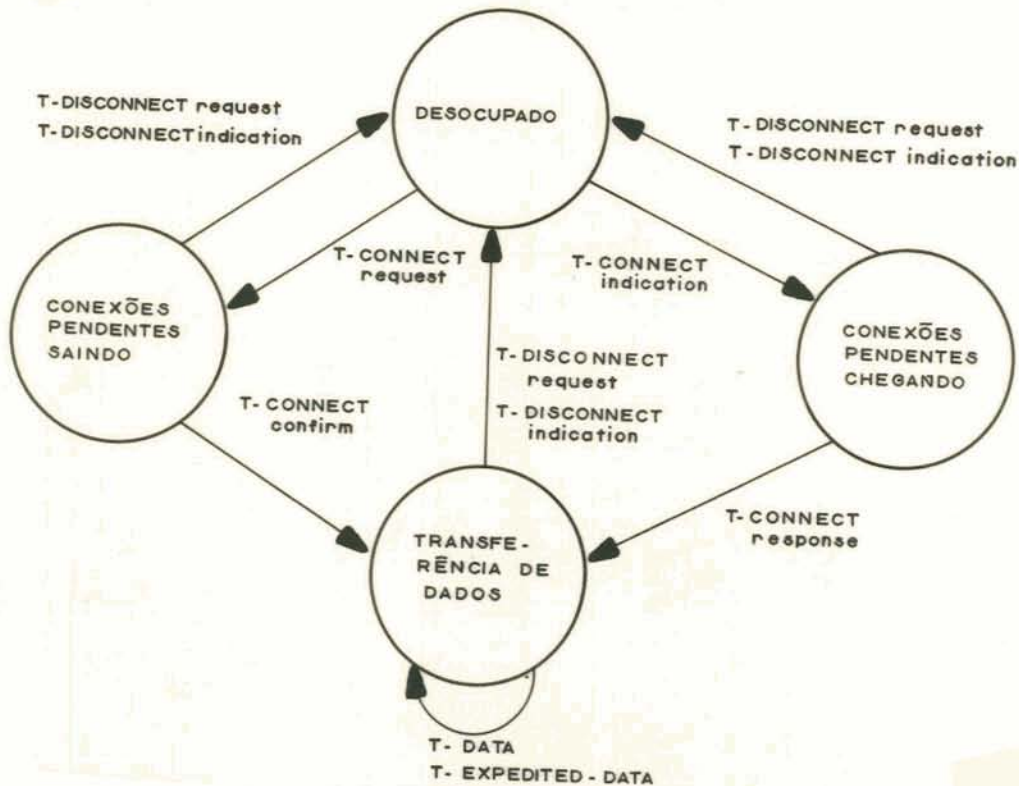 T-DISCONNECT request
T-DISCONNECT indication
DESOCUPADO
T-DISCONNECT request
T-DISCONNECT indication
T-CONNECT
request
T-CONNECT
indication
CONEXÕES
PENDENTES
SAINDO
CONEXÕES
PENDENTES
CHEGANDO
T-DISCONNECT
request
T-DISCONNECT
indication
T-CONNECT
confirm
T-CONNECT
response
TRANSFE-
RÊNCIA DE
DADOS
T- DATA
T- EXPEDITED-DATA